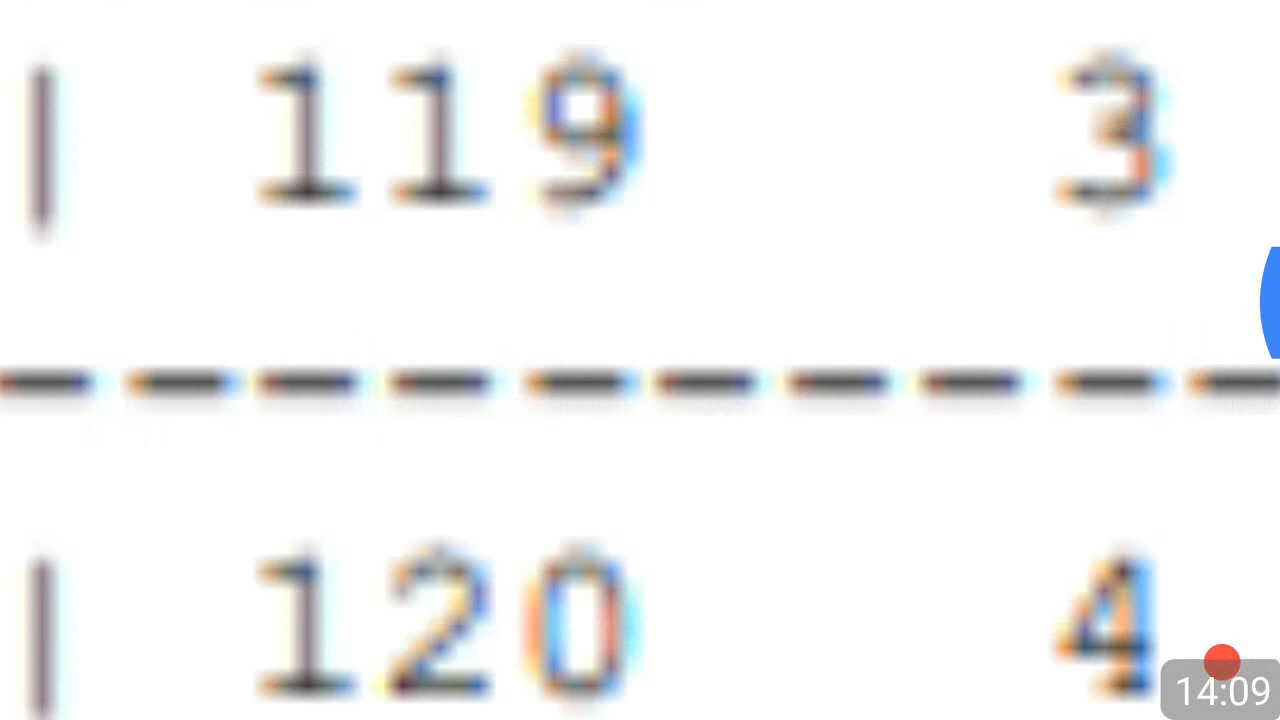 | 119 3
----------
| 120 4
14:09